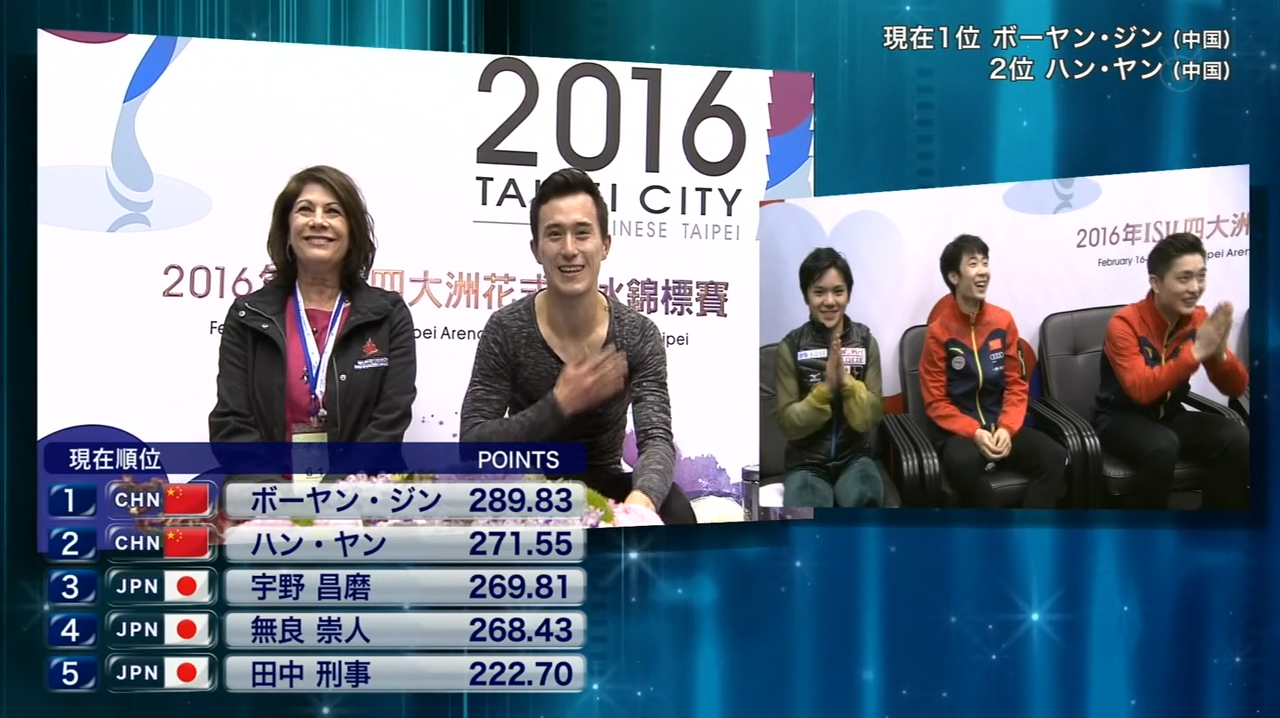 現在1位 ボーヤン・ジン (中国)
2位 ハン・ヤン (中国)
2016
TAIPEI CITY
CHINESE TAIPEI
2016年 四大洲花式 冰錦標賽
2016年ISU四大洲
February 16- Taipei Aren
pei Arena
aipei
現在順位 POINTS
1 CHN ボーヤン・ジン 289.83
2 CHN ハン・ヤン 271.55
3 JPN 宇野 昌磨 269.81
4 JPN 無良 崇人 268.43
5 JPN 田中 刑事 222.70